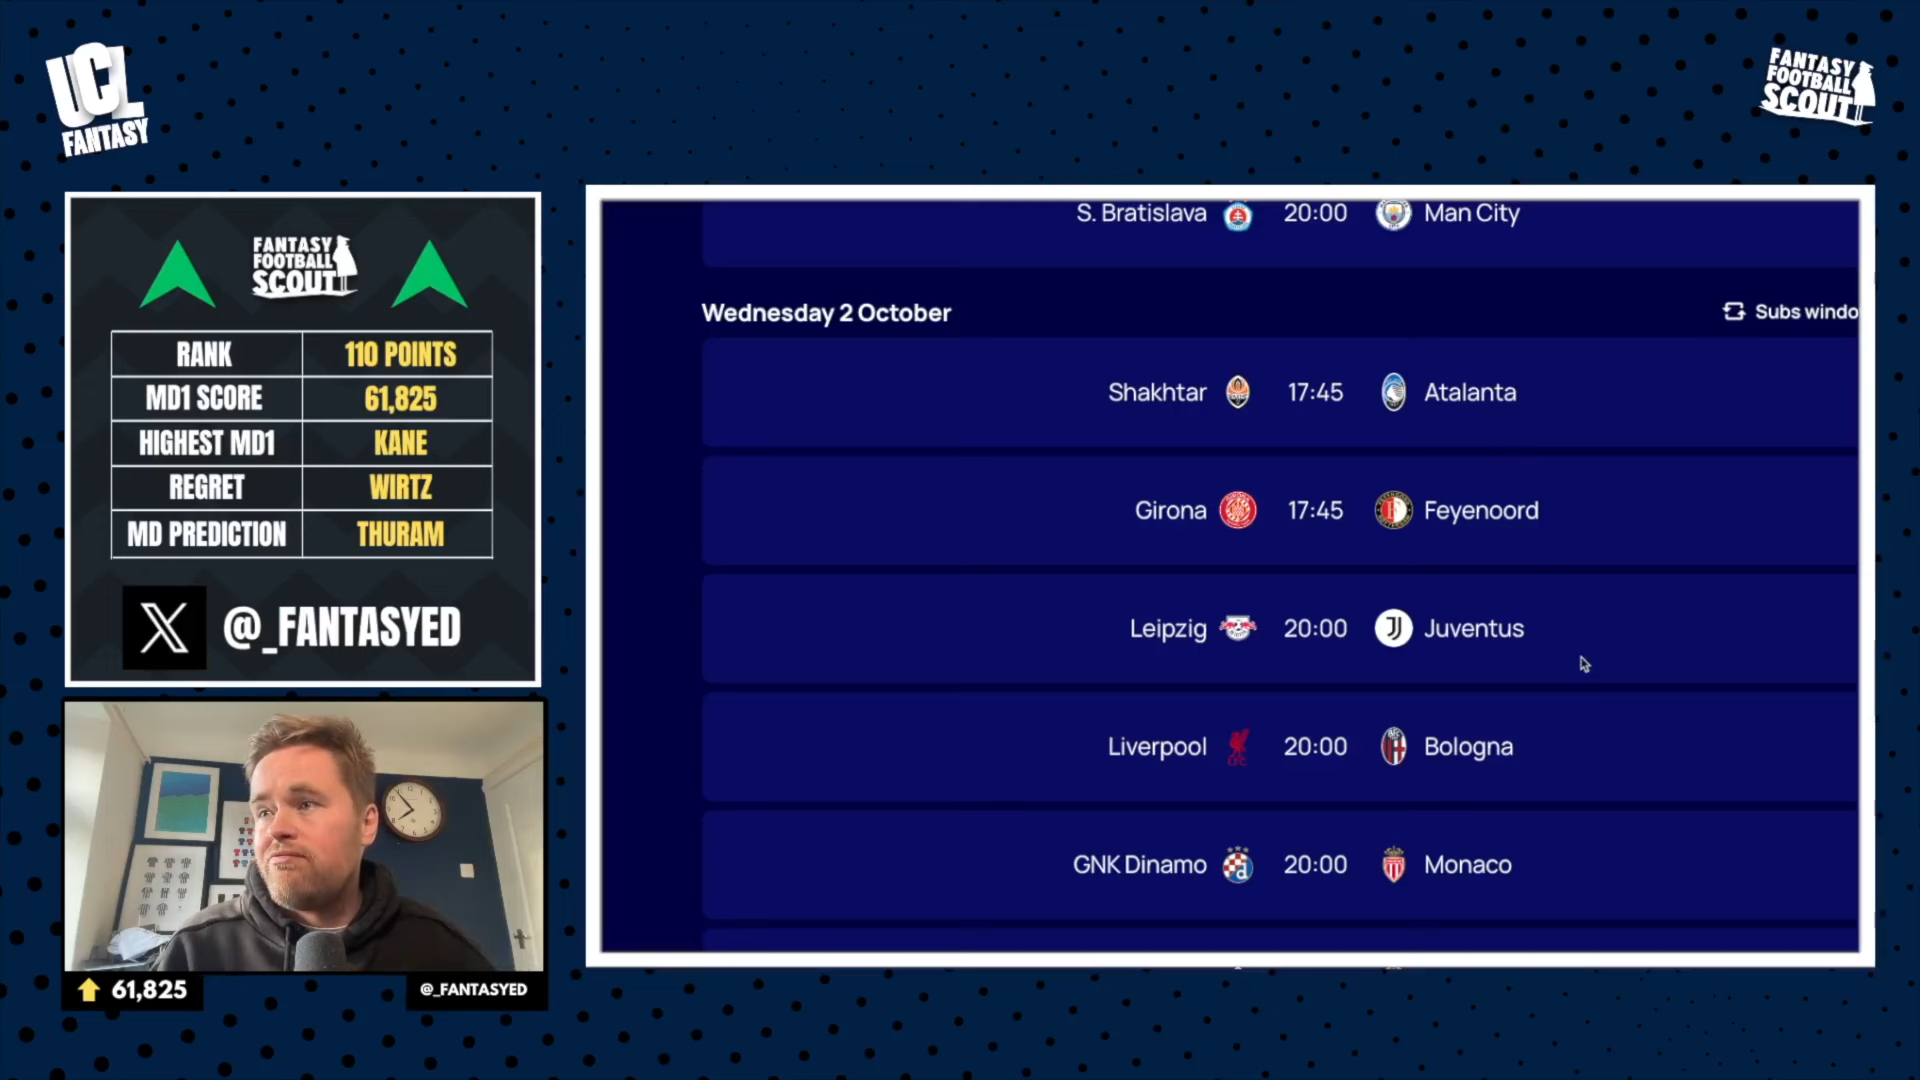 UCL
FANTASY
FANTASY
FOOTBALL
SCOUT
FANTASY
FOOTBALL
SCOUT
RANK 110 POINTS
MD1 SCORE 61,825
HIGHEST MD1 KANE
REGRET WIRTZ
MD PREDICTION THURAM
@_FANTASYED
61,825
@_FANTASYED
S. Bratislava 20:00 Man City
Wednesday 2 October
Subs windo
Shakhtar 17:45 Atalanta
Girona 17:45 Feyenoord
Leipzig 20:00 Juventus
Liverpool 20:00 Bologna
GNK Dinamo 20:00 Monaco